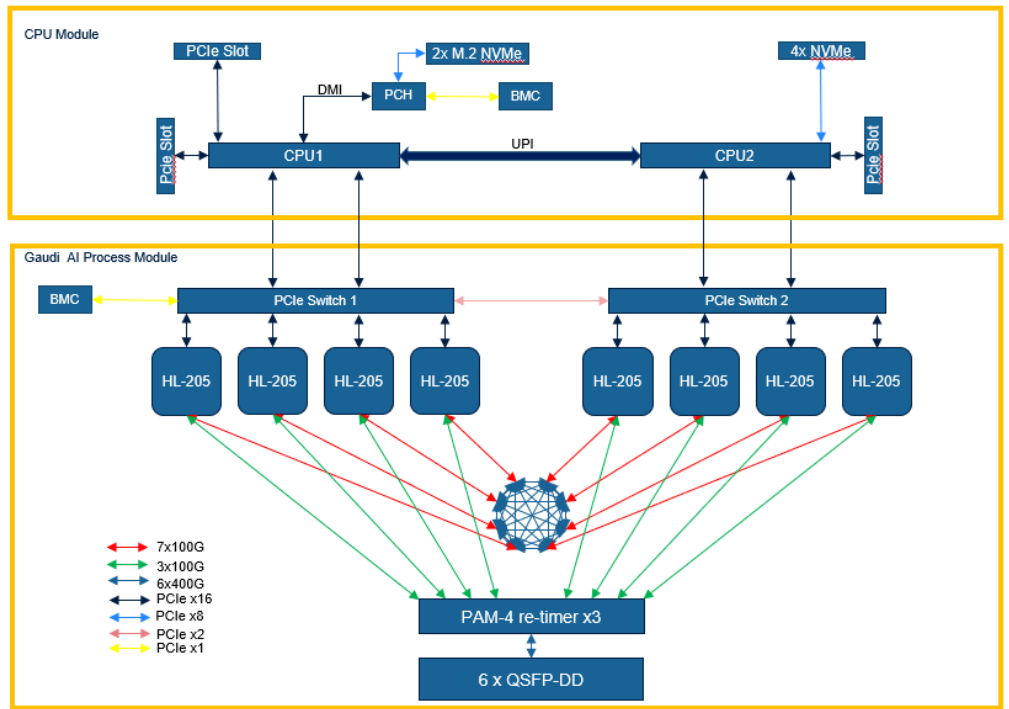 CPU Module
PCIe Slot
2x M.2 NVMe
4x NVMe
DMI
PCH
BMC
Pcie Slot
CPU1
UPI
CPU2
Pcie Slot
Gaudi AI Process Module
BMC
PCIe Switch 1
PCIe Switch 2
HL-205
HL-205
HL-205
HL-205
HL-205
HL-205
HL-205
HL-205
7x100G
3x100G
6x400G
PCIe x16
PCIe x8
PCIe x2
PCIe x1
PAM-4 re-timer x3
6 x QSFP-DD